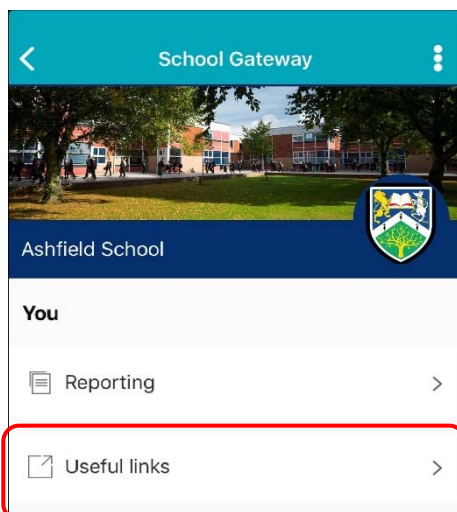 School Gateway
Ashfield School
You
Reporting
Useful links